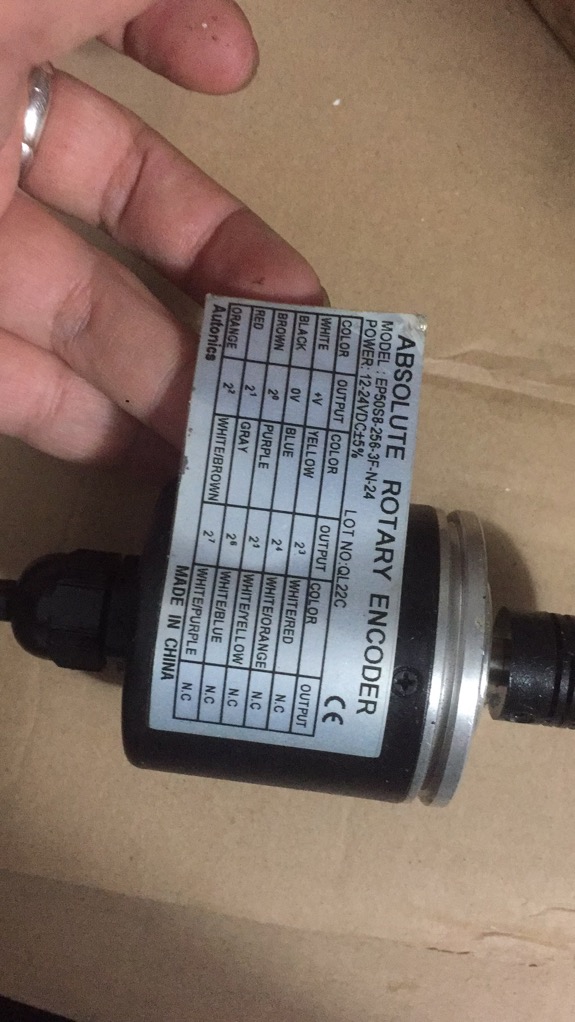 ABSOLUTE ROTARY ENCODER
MODEL : EP50S8-256-3F-N-24
POWER: 12-24VDC±5% LOT NO:QL22C CE
COLOR OUTPUT COLOR OUTPUT COLOR OUTPUT
WHITE +V YELLOW 2³ WHITE/RED N.C
BLACK 0V BLUE 2⁴ WHITE/ORANGE N.C
BROWN 2⁰ PURPLE 2⁵ WHITE/YELLOW N.C
RED 2¹ GRAY 2⁶ WHITE/BLUE N.C
ORANGE 2² WHITE/BROWN 2⁷ WHITE/PURPLE N.C
Autonics MADE IN CHINA